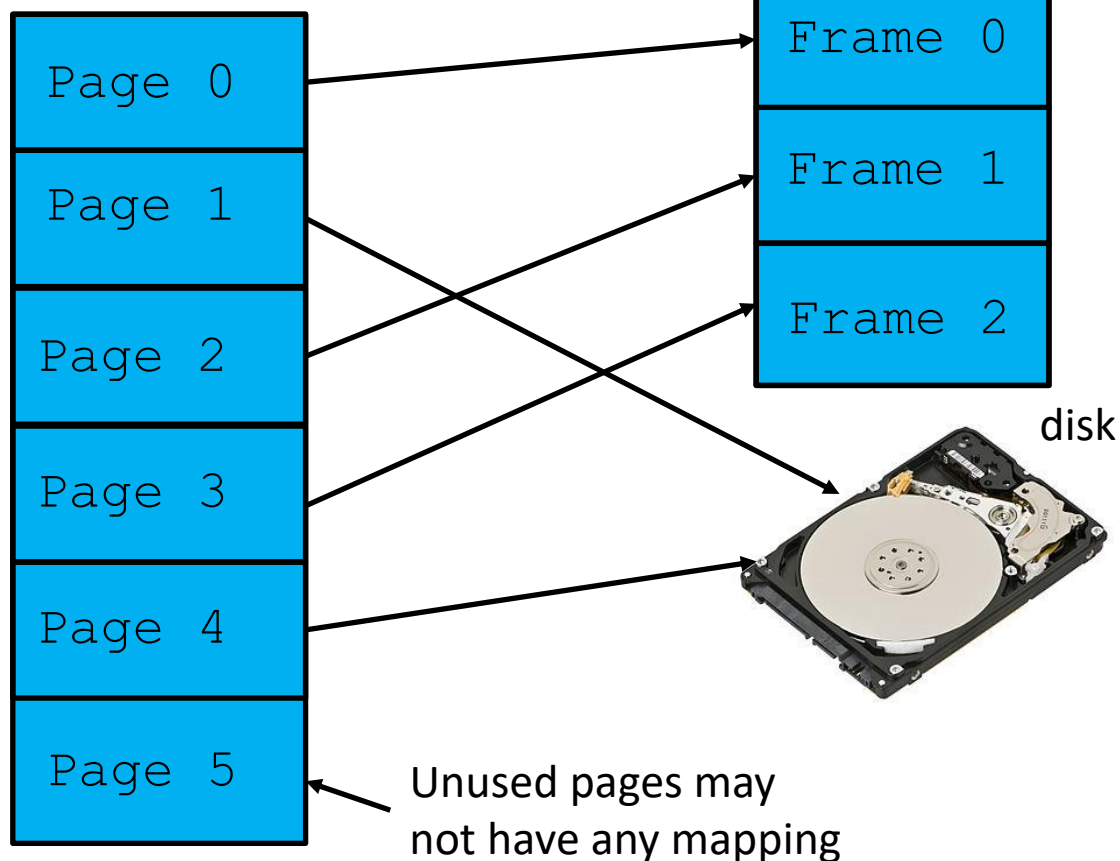 Page 0
Page 1
Page 2
Page 3
Page 4
Page 5
Frame 0
Frame 1
Frame 2
disk
Unused pages may
not have any mapping